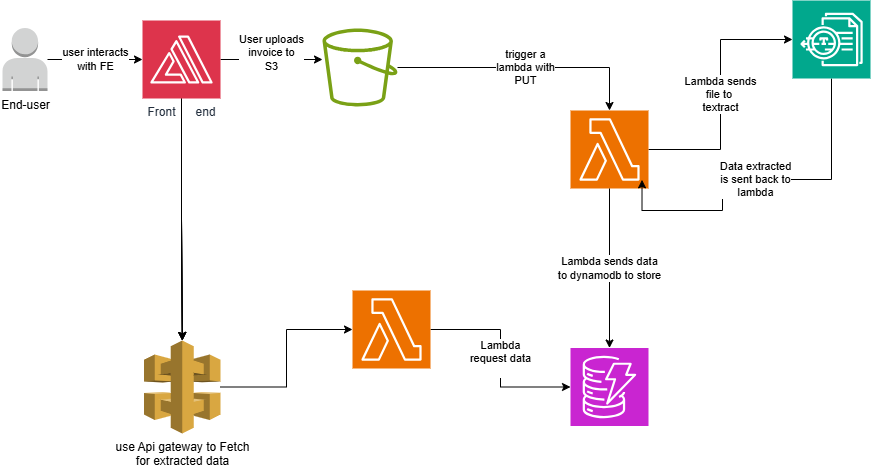 user interacts
with FE
User uploads
invoice to
S3
trigger a
lambda with
PUT
Lambda sends
file to
textract
End-user
Front end
Data extracted
is sent back to
lambda
Lambda sends data
to dynamodb to store
Lambda
request data
use Api gateway to Fetch
for extracted data